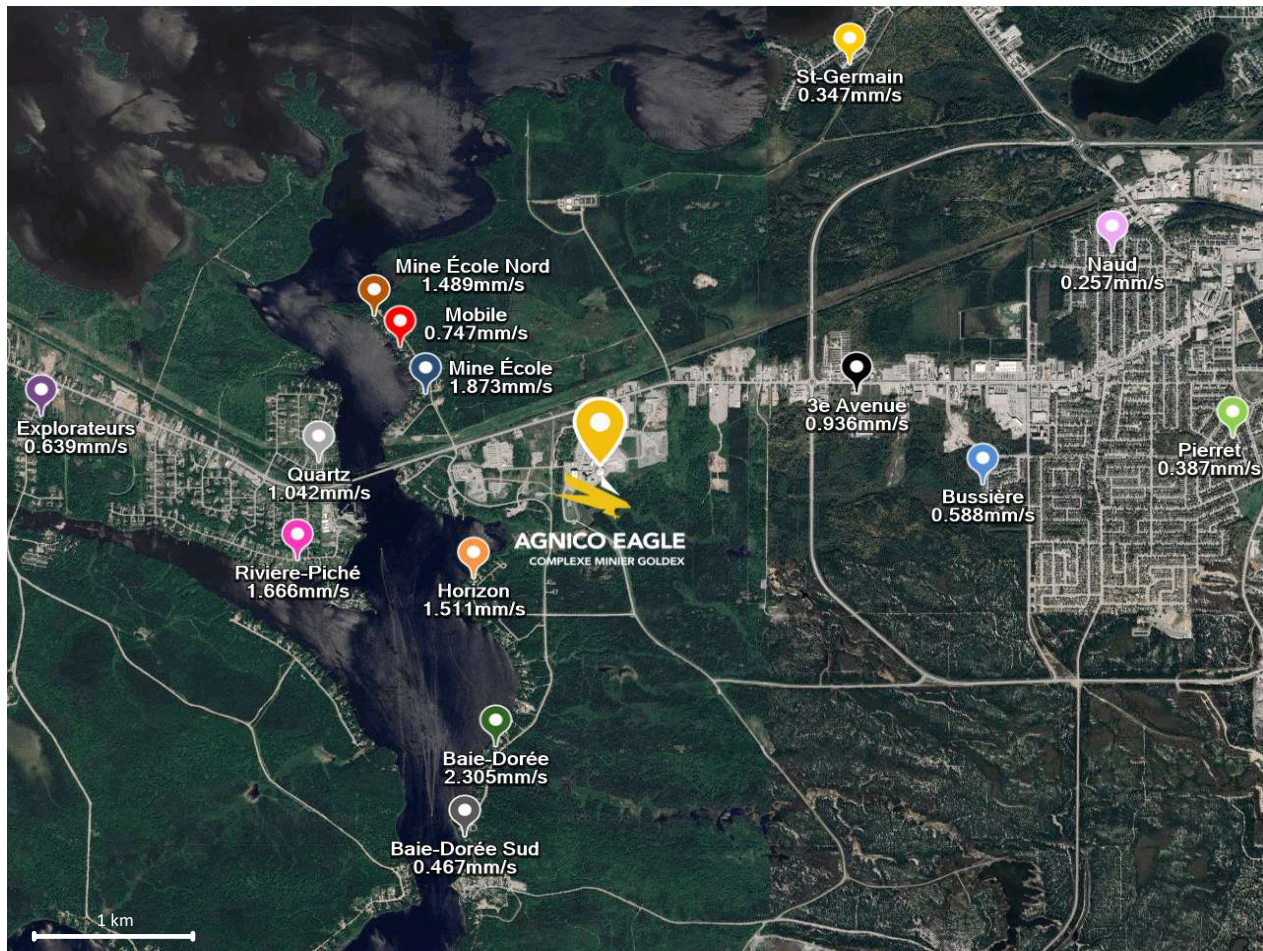 St-Germain
0.347mm/s
Naud
0.257mm/s
Mine École Nord
1.489mm/s
Mobile
0.747mm/s
Mine École
1.873mm/s
Explorateurs
0.639mm/s
3e Avenue
0.936mm/s
Pierret
0.387mm/s
Quartz
1.042mm/s
Bussière
0.588mm/s
AGNICO EAGLE
COMPLEXE MINIER GOLDEX
Rivière-Piché
1.666mm/s
Horizon
1.511mm/s
Baie-Dorée
2.305mm/s
Baie-Dorée Sud
0.467mm/s
1 km